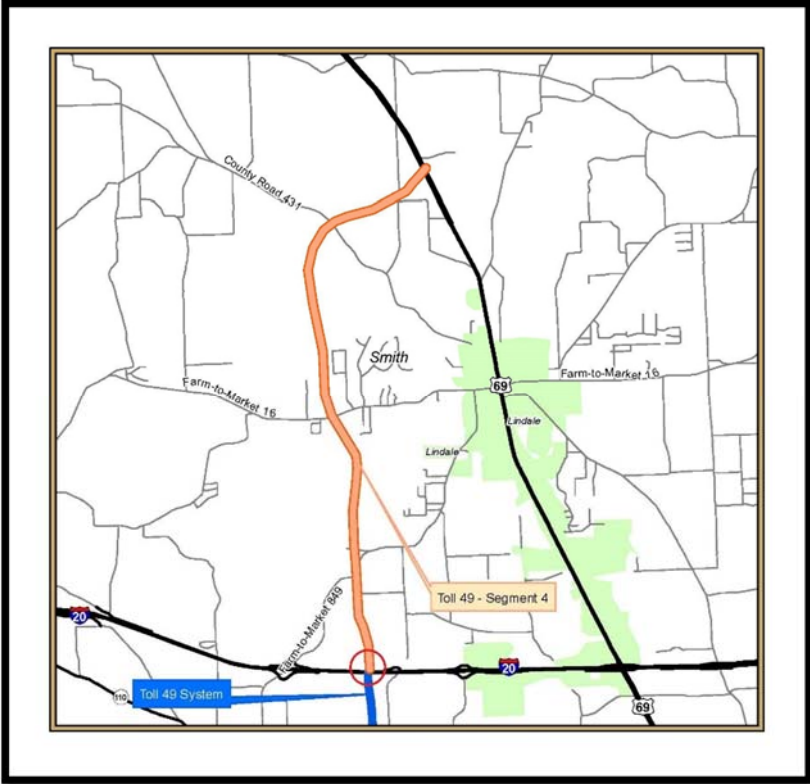 County Road 431
Smith
Farm-to-Market 16
69
Farm-to-Market 16
Lindale
Lindale
Toll 49 - Segment 4
Farm-to-Market 849
20
20
110
Toll 49 System
69